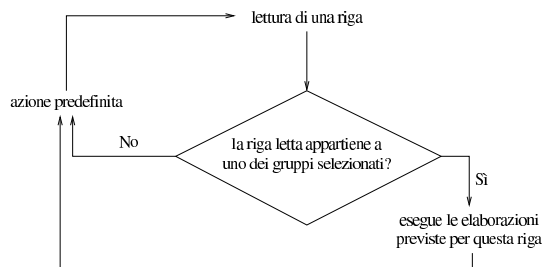 lettura di una riga
azione predefinita
No
la riga letta appartiene a
uno dei gruppi selezionati?
Sì
esegue le elaborazioni
previste per questa riga